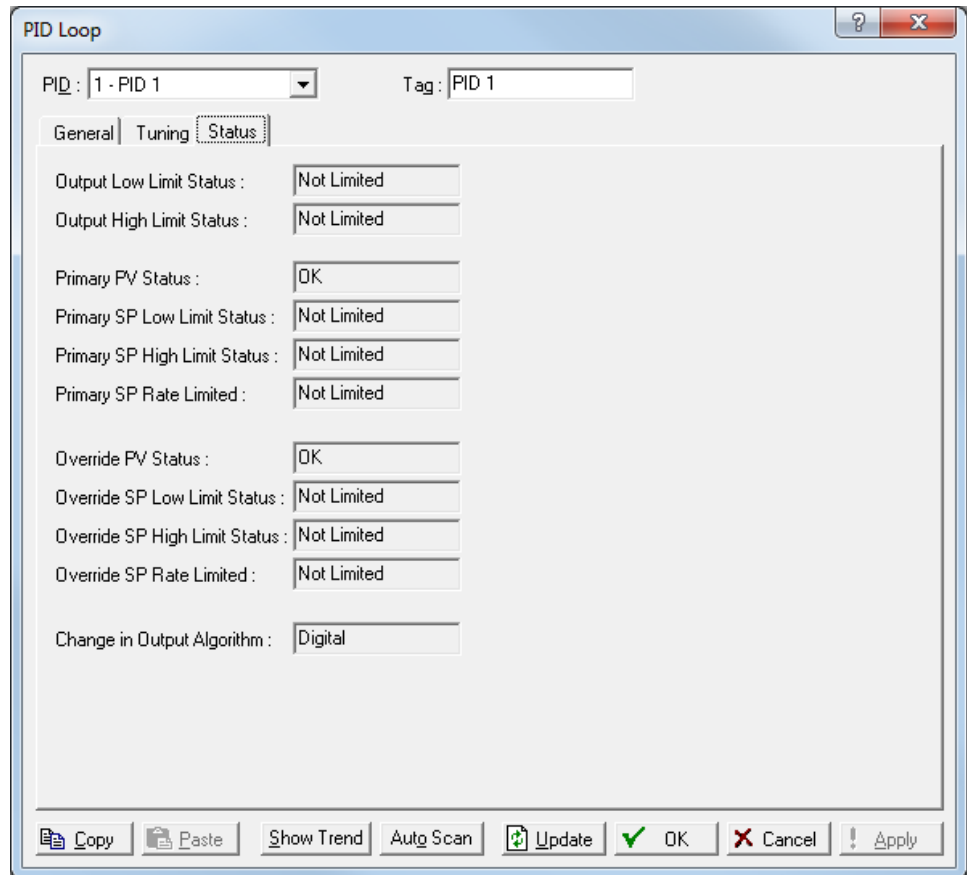 PID Loop
PID : 1 - PID 1 Tag : PID 1
General Tuning Status
Output Low Limit Status : Not Limited
Output High Limit Status : Not Limited
Primary PV Status : OK
Primary SP Low Limit Status : Not Limited
Primary SP High Limit Status : Not Limited
Primary SP Rate Limited : Not Limited
Override PV Status : OK
Override SP Low Limit Status : Not Limited
Override SP High Limit Status : Not Limited
Override SP Rate Limited : Not Limited
Change in Output Algorithm : Digital
Copy Paste Show Trend Auto Scan Update OK Cancel Apply